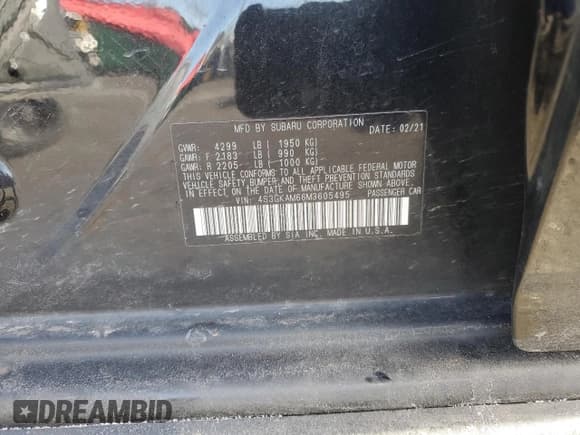 MFD BY SUBARU CORPORATION
DATE: 02/21
GVWR: 4299 LB ( 1950 KG)
GAWR: F 2183 LB ( 990 KG)
GAWR: R 2205 LB ( 1000 KG)
THIS VEHICLE CONFORMS TO ALL APPLICABLE FEDERAL MOTOR
VEHICLE SAFETY, BUMPER AND THEFT PREVENTION STANDARDS
IN EFFECT ON THE DATE OF MANUFACTURE SHOWN ABOVE.
VIN: 4S3GKAM66M3605495 PASSENGER CAR
ASSEMBLED BY SIA INC. MADE IN U.S.A.
DREAMBID